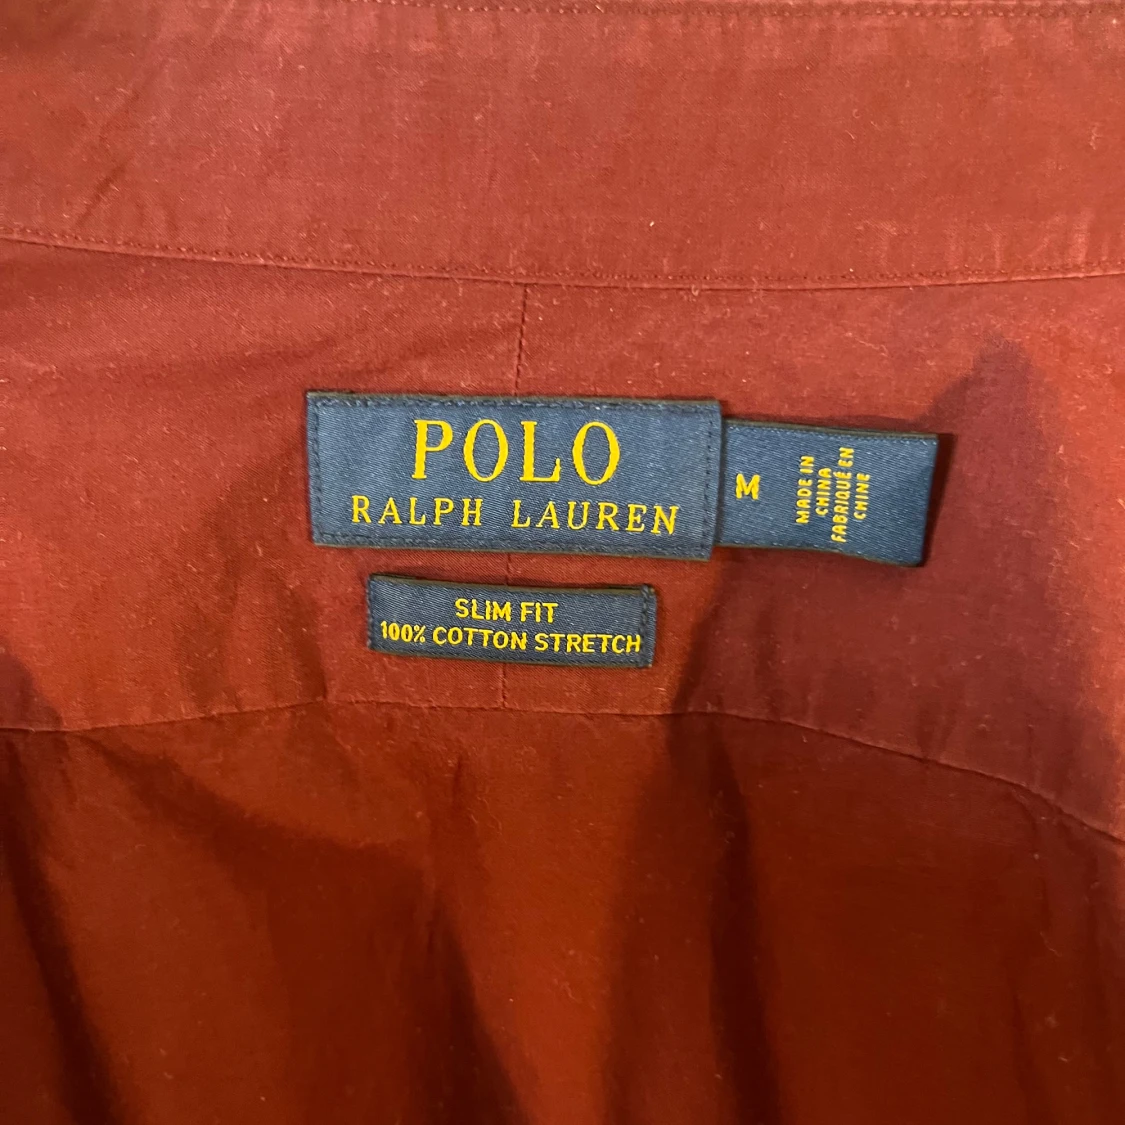 POLO
RALPH LAUREN
M
MADE IN
CHINA
FABRIQUÉ EN
CHINE
SLIM FIT
100% COTTON STRETCH